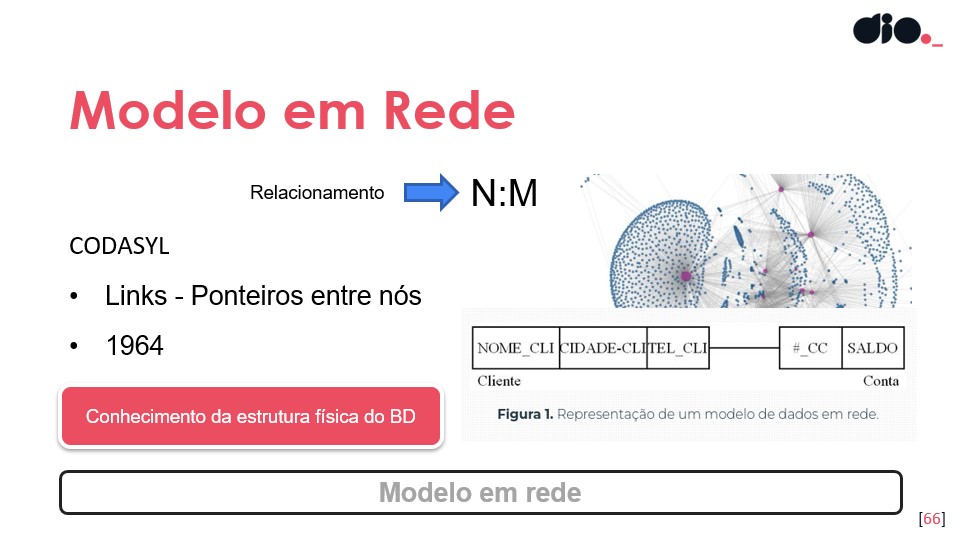 dio._
Modelo em Rede
Relacionamento
N:M
CODASYL
• Links - Ponteiros entre nós
• 1964
NOME_CLI CIDADE-CLI TEL_CLI #_CC SALDO
Cliente Conta
Figura 1. Representação de um modelo de dados em rede.
Conhecimento da estrutura física do BD
Modelo em rede
[66]